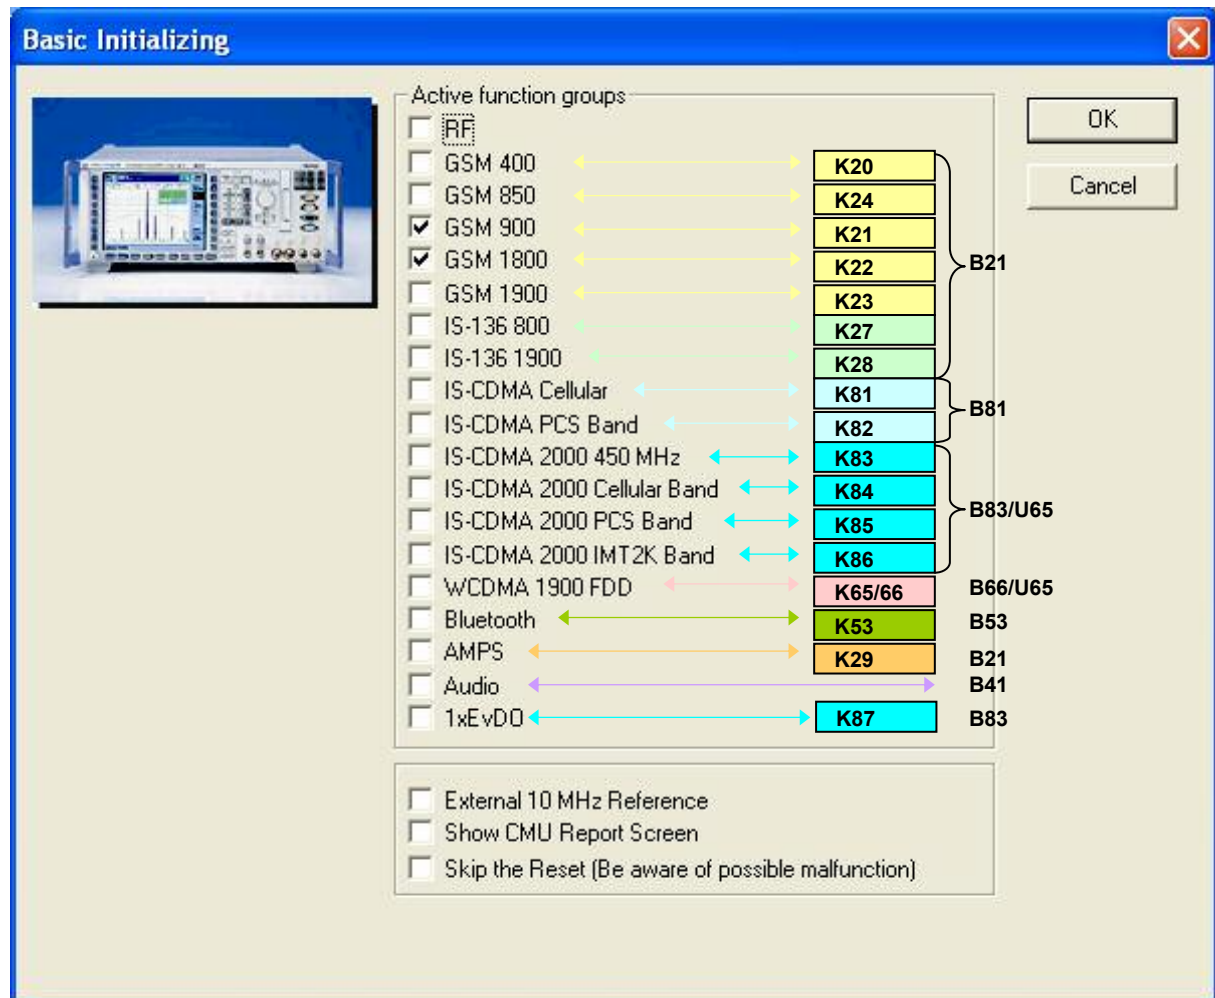 Basic Initializing
Active function groups
RF
GSM 400 K20
GSM 850 K24
GSM 900 K21
GSM 1800 K22
GSM 1900 K23
IS-136 800 K27
IS-136 1900 K28
B21
IS-CDMA Cellular K81
IS-CDMA PCS Band K82
B81
IS-CDMA 2000 450 MHz K83
IS-CDMA 2000 Cellular Band K84
IS-CDMA 2000 PCS Band K85
IS-CDMA 2000 IMT2K Band K86
B83/U65
WCDMA 1900 FDD K65/66 B66/U65
Bluetooth K53 B53
AMPS K29 B21
Audio B41
1xEvDO K87 B83
External 10 MHz Reference
Show CMU Report Screen
Skip the Reset (Be aware of possible malfunction)
OK
Cancel